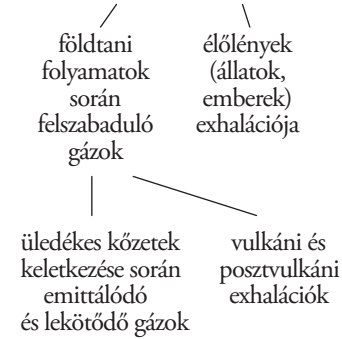 földtani
folyamatok
során
felszabaduló
gázok
élőlények
(állatok,
emberek)
exhalációja
üledékes kőzetek
keletkezése során
emittálódó
és lekötődő gázok
vulkáni és
posztvulkáni
exhalációk